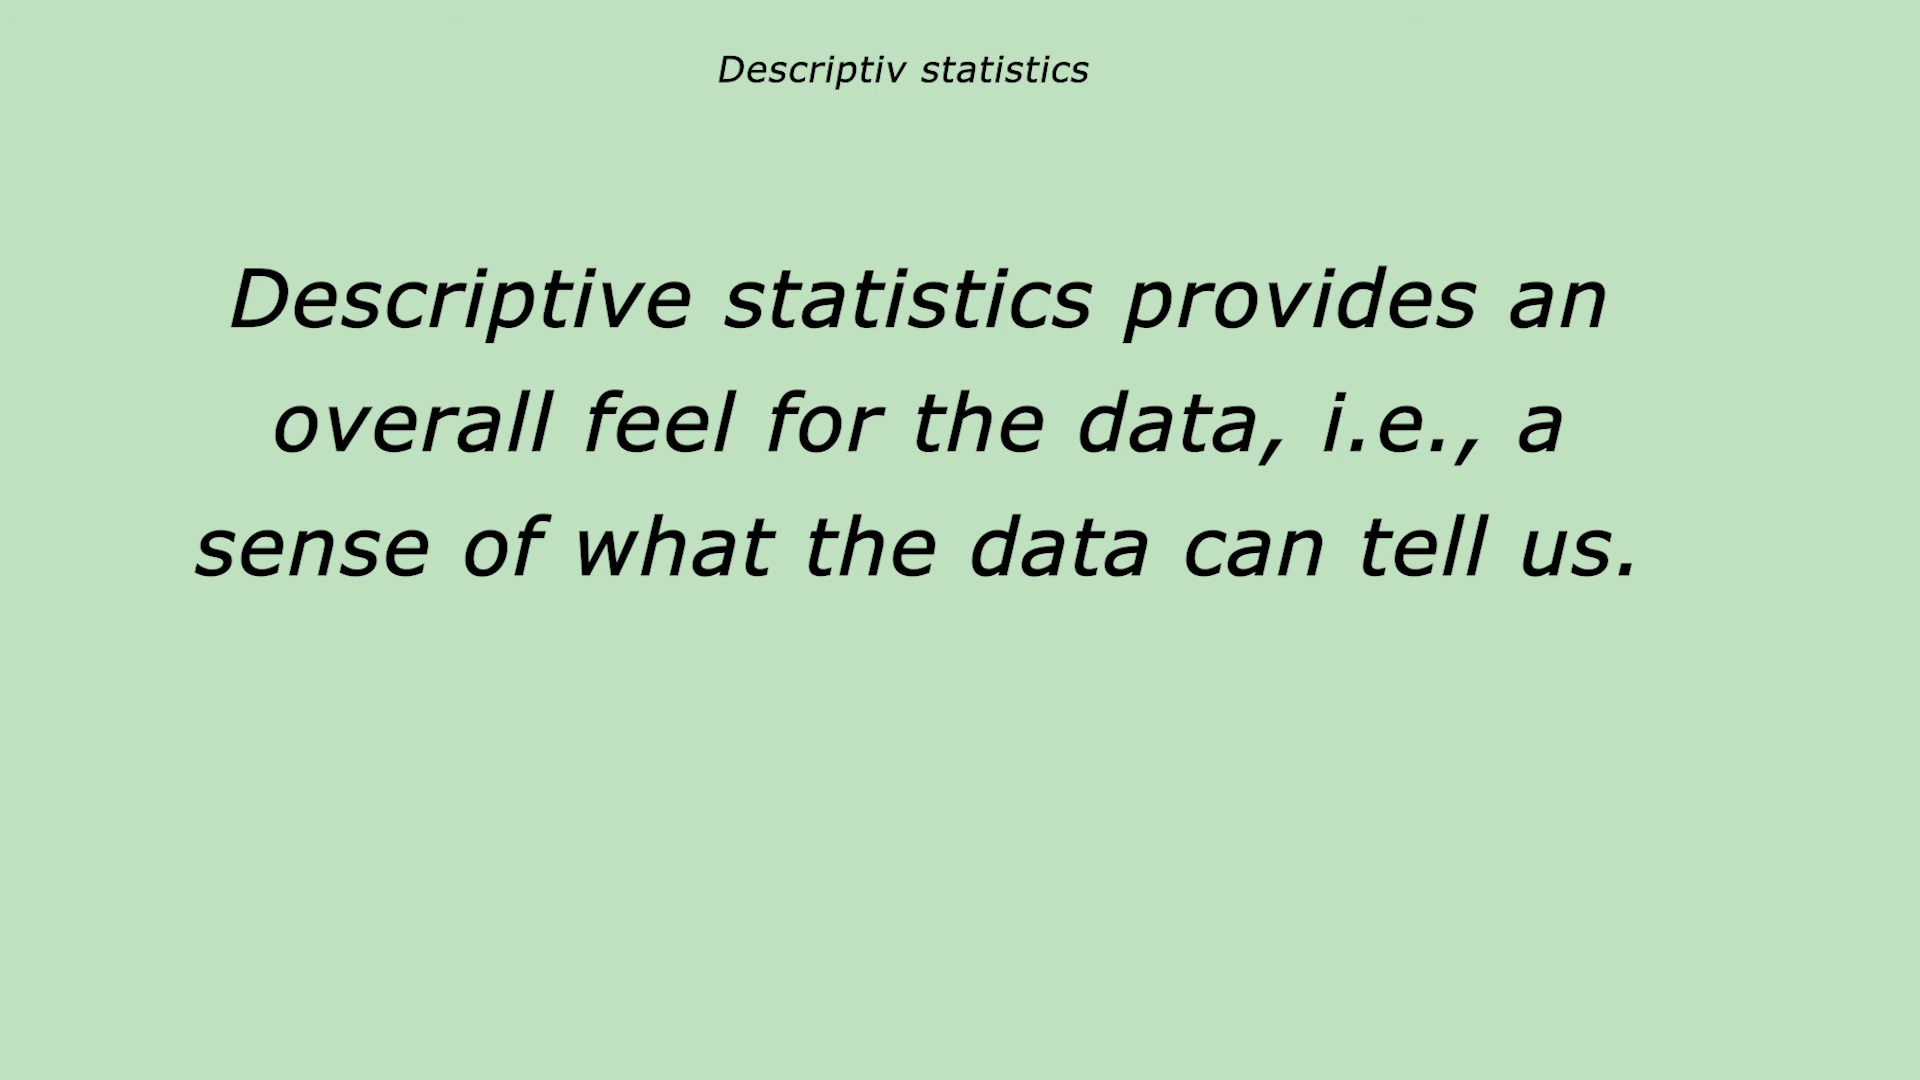 Descriptiv statistics
Descriptive statistics provides an
overall feel for the data, i.e., a
sense of what the data can tell us.